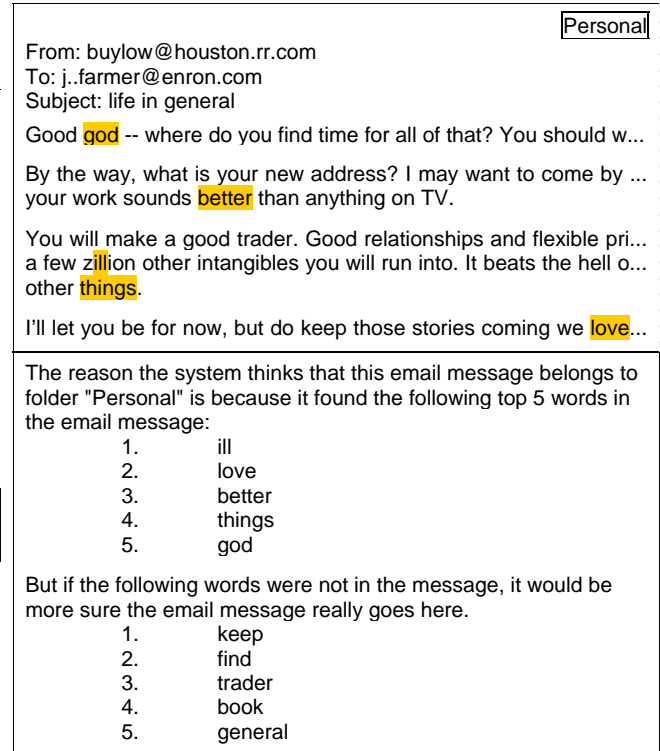 Personal
From: buylow@houston.rr.com
To: j..farmer@enron.com
Subject: life in general
Good god -- where do you find time for all of that? You should w...
By the way, what is your new address? I may want to come by ...
your work sounds better than anything on TV.
You will make a good trader. Good relationships and flexible pri...
a few zillion other intangibles you will run into. It beats the hell o...
other things.
I'll let you be for now, but do keep those stories coming we love...
The reason the system thinks that this email message belongs to
folder "Personal" is because it found the following top 5 words in
the email message:
1. ill
2. love
3. better
4. things
5. god
But if the following words were not in the message, it would be
more sure the email message really goes here.
1. keep
2. find
3. trader
4. book
5. general